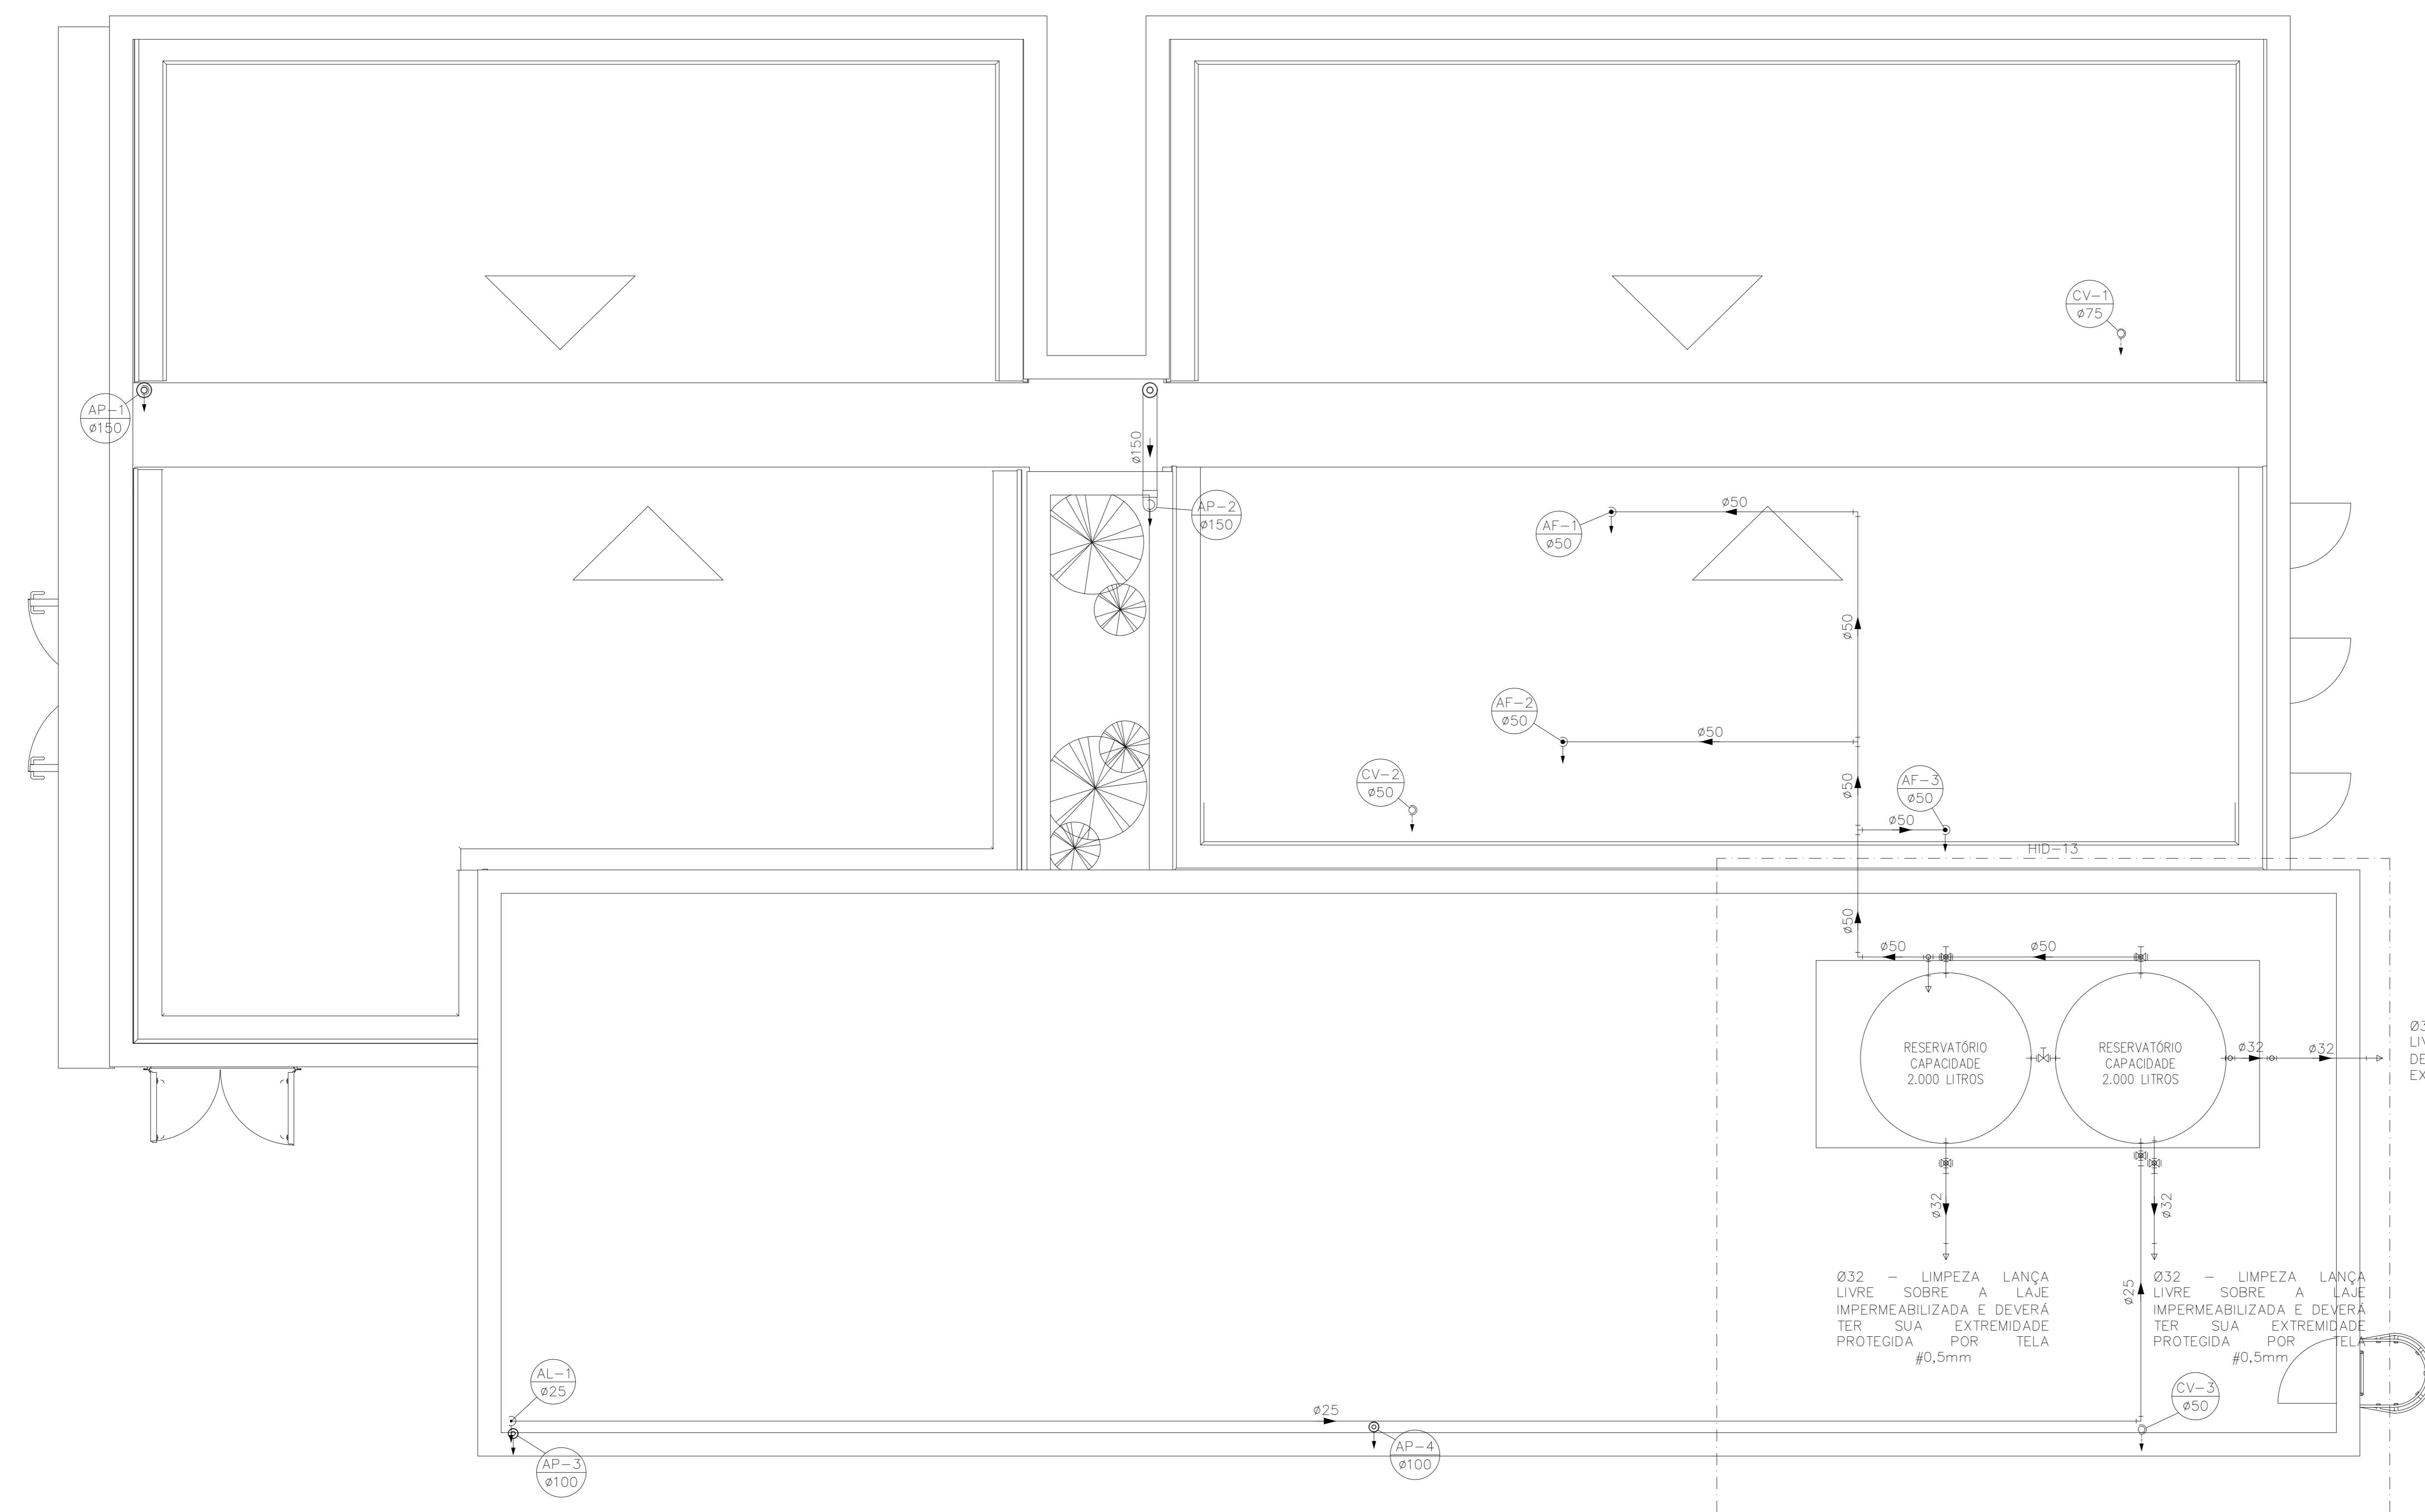 CV-1
ø75
AP-1
ø150
ø150
AP-2
ø150
ø50
AF-1
ø50
ø50
AF-2
ø50
ø50
CV-2
ø50
ø50
AF-3
ø50
ø50
HID-13
ø50
ø50
ø50
RESERVATÓRIO
CAPACIDADE
2.000 LITROS
RESERVATÓRIO
CAPACIDADE
2.000 LITROS
ø32
ø32
Ø3
LIV
DE
EX
ø32
ø32
Ø32 - LIMPEZA LANÇA
LIVRE SOBRE A LAJE
IMPERMEABILIZADA E DEVERÁ
TER SUA EXTREMIDADE
PROTEGIDA POR TELA
#0,5mm
ø25
Ø32 - LIMPEZA LANÇA
LIVRE SOBRE A LAJE
IMPERMEABILIZADA E DEVERÁ
TER SUA EXTREMIDADE
PROTEGIDA POR TELA
#0,5mm
AL-1
ø25
ø25
CV-3
ø50
AP-3
ø100
AP-4
ø100